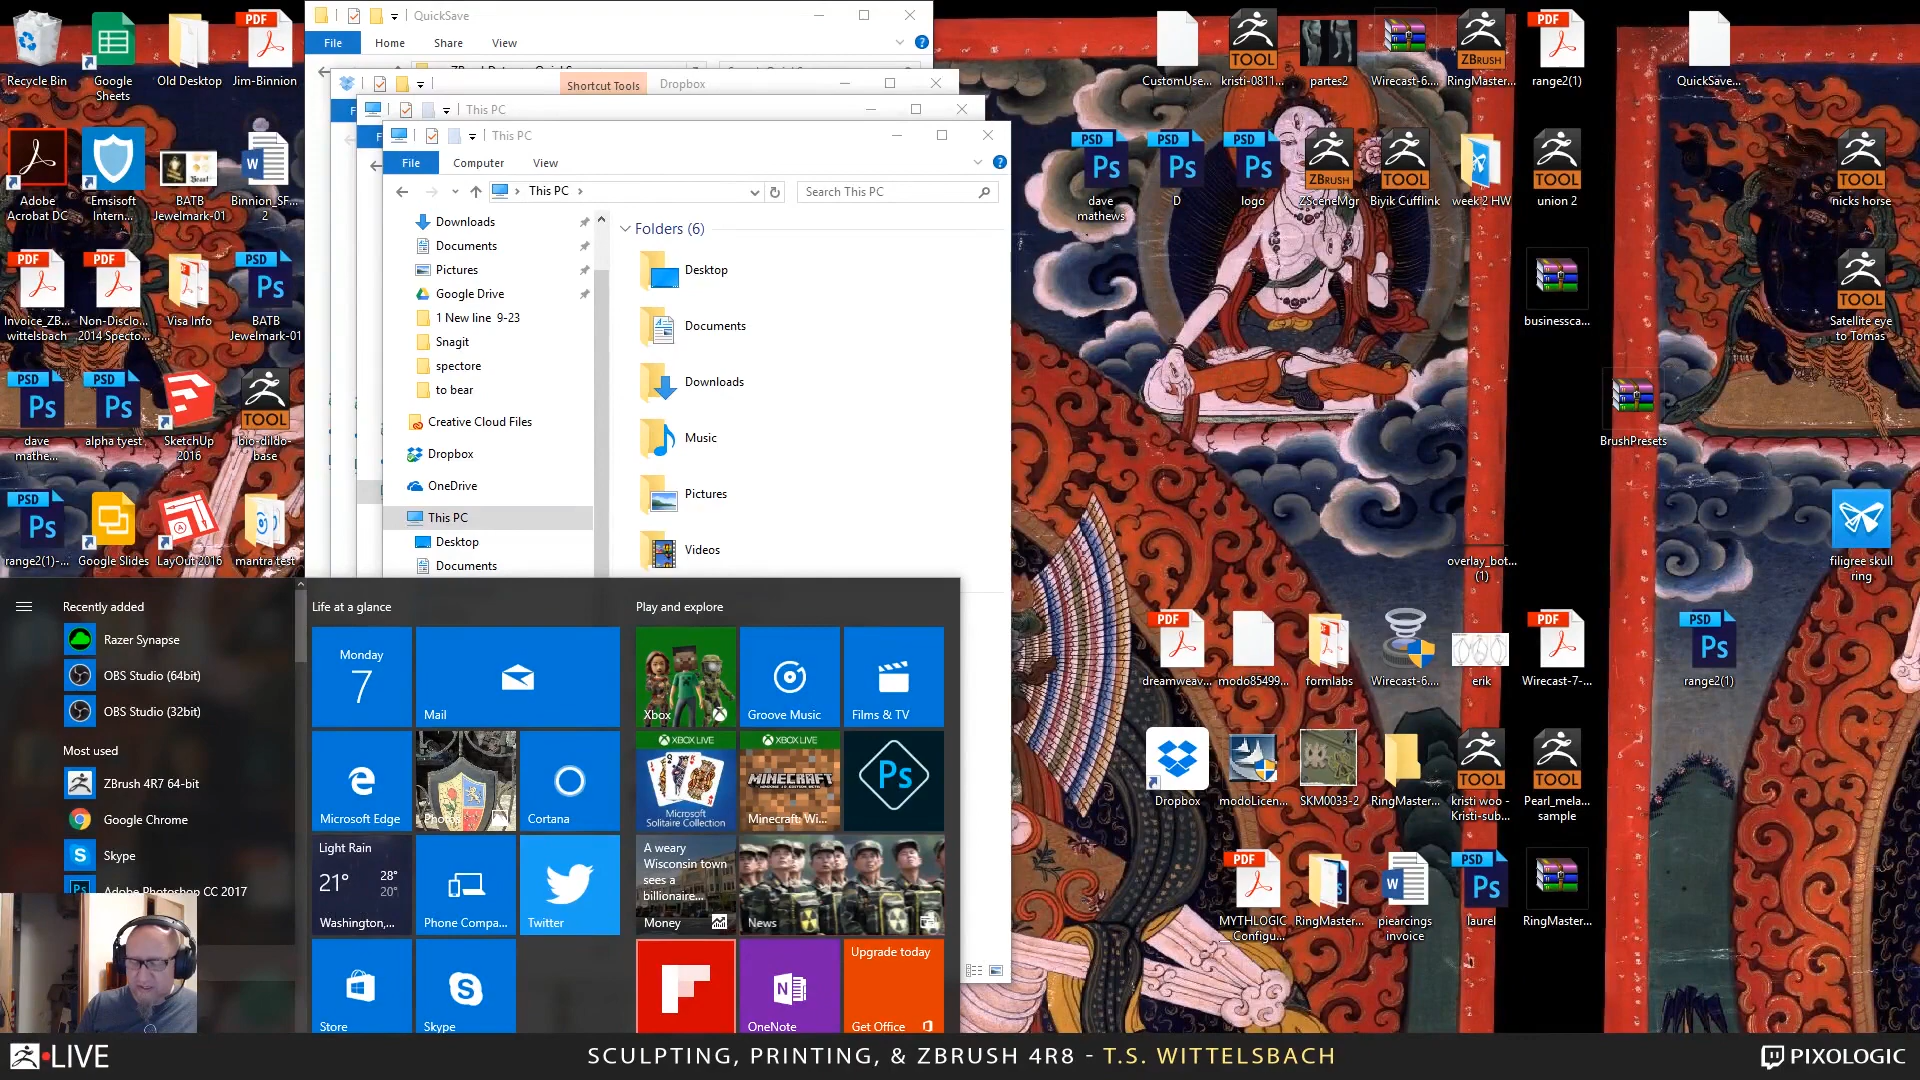 QuickSave
File Home Share View
Shortcut Tools Dropbox
This PC
This PC
File Computer View
This PC
Search This PC
Downloads
Documents
Pictures
Google Drive
1 New line 9-23
Snagit
spectore
to bear
Creative Cloud Files
Dropbox
OneDrive
This PC
Desktop
Documents
Folders (6)
Desktop
Documents
Downloads
Music
Pictures
Videos
Recycle Bin
Google
Sheets
Old Desktop
Jim-Binnion
Adobe
Acrobat DC
Emsisoft
Intern...
BATB
Jewelmark-01
Binnion_SF...
2
Invoice_ZB...
wittelsbach
Non-Disclo...
2014 Specto...
Visa Info
BATB
Jewelmark-01
dave
mathe...
alpha tyest
SketchUp
2016
bio-dildo-
base
range2(1)-...
Google Slides
LayOut 2016
mantra test
CustomUse...
kristi-0811...
partes2
Wirecast-6....
RingMaster...
range2(1)
QuickSave...
dave
mathews
D
logo
ZSceneMgr
Biyik Cufflink
week 2 HW
union 2
nicks horse
businessca...
Satellite eye
to Tomas
BrushPresets
overlay_bot...
(1)
filigree skull
ring
dreamweav...
modo85499...
formlabs
Wirecast-6....
erik
Wirecast-7-...
range2(1)
Dropbox
modoLicen...
SKM0033-2
RingMaster...
kristi woo -
Kristi-sub...
Pearl_mela...
sample
MYTHLOGIC
_Configu...
RingMaster...
piearcings
invoice
laurel
RingMaster...
Recently added
Razer Synapse
OBS Studio (64bit)
OBS Studio (32bit)
Most used
ZBrush 4R7 64-bit
Google Chrome
Skype
Adobe Photoshop CC 2017
Life at a glance
Monday
7
Mail
Microsoft Edge
Photos
Cortana
Light Rain
21° 28°
20°
Washington,...
Phone Compa...
Twitter
Store
Skype
Play and explore
Xbox
Groove Music
Films & TV
XBOX LIVE
Microsoft
Solitaire Collection
XBOX LIVE
MINECRAFT
Minecraft: Wi...
Ps
A weary
Wisconsin town
sees a
billionaire...
Money
News
OneNote
Upgrade today
Get Office
LIVE
SCULPTING, PRINTING, & ZBRUSH 4R8 - T.S. WITTELSBACH
PIXOLOGIC